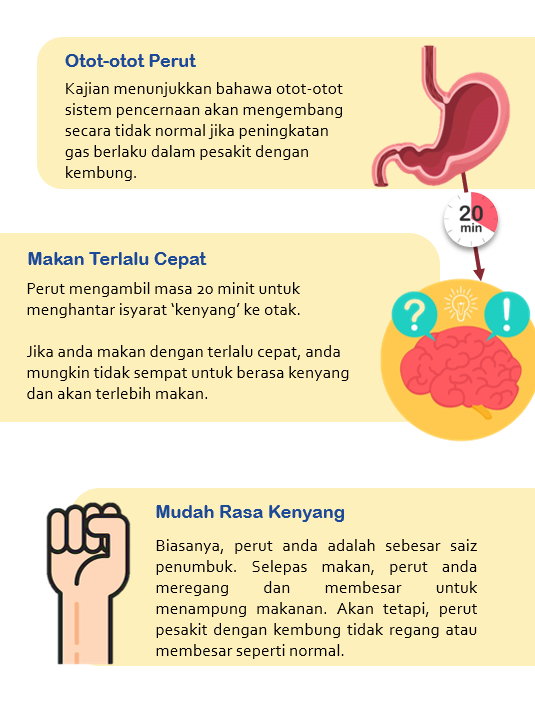 Otot-otot Perut
Kajian menunjukkan bahawa otot-otot
sistem pencernaan akan mengembang
secara tidak normal jika peningkatan
gas berlaku dalam pesakit dengan
kembung.
20
min
Makan Terlalu Cepat
Perut mengambil masa 20 minit untuk
menghantar isyarat ‘kenyang’ ke otak.
? !
Jika anda makan dengan terlalu cepat, anda
mungkin tidak sempat untuk berasa kenyang
dan akan terlebih makan.
Mudah Rasa Kenyang
Biasanya, perut anda adalah sebesar saiz
penumbuk. Selepas makan, perut anda
meregang dan membesar untuk
menampung makanan. Akan tetapi, perut
pesakit dengan kembung tidak regang atau
membesar seperti normal.